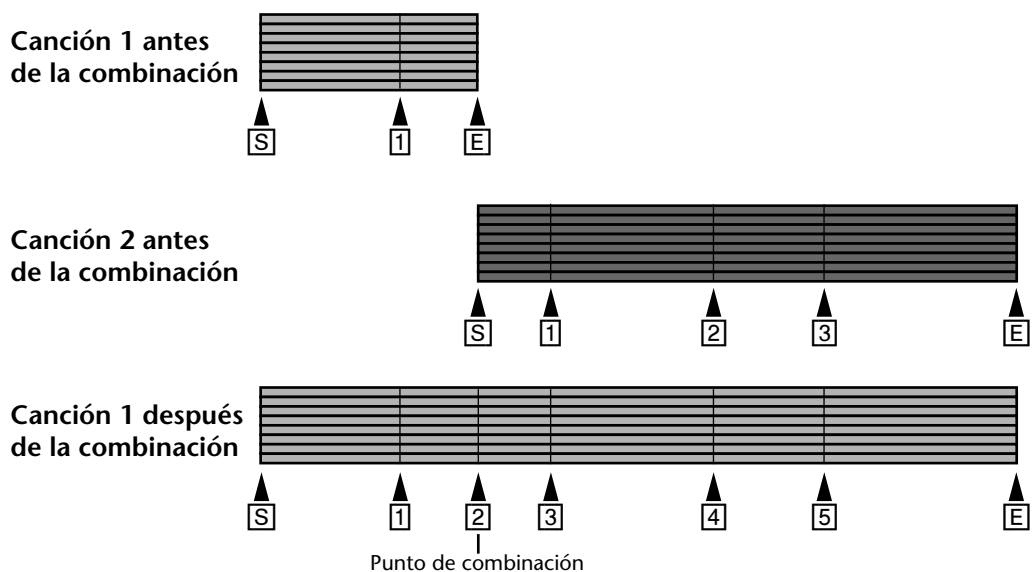 Canción 1 antes
de la combinación
S 1 E
Canción 2 antes
de la combinación
S 1 2 3 E
Canción 1 después
de la combinación
S 1 2 3 4 5 E
Punto de combinación